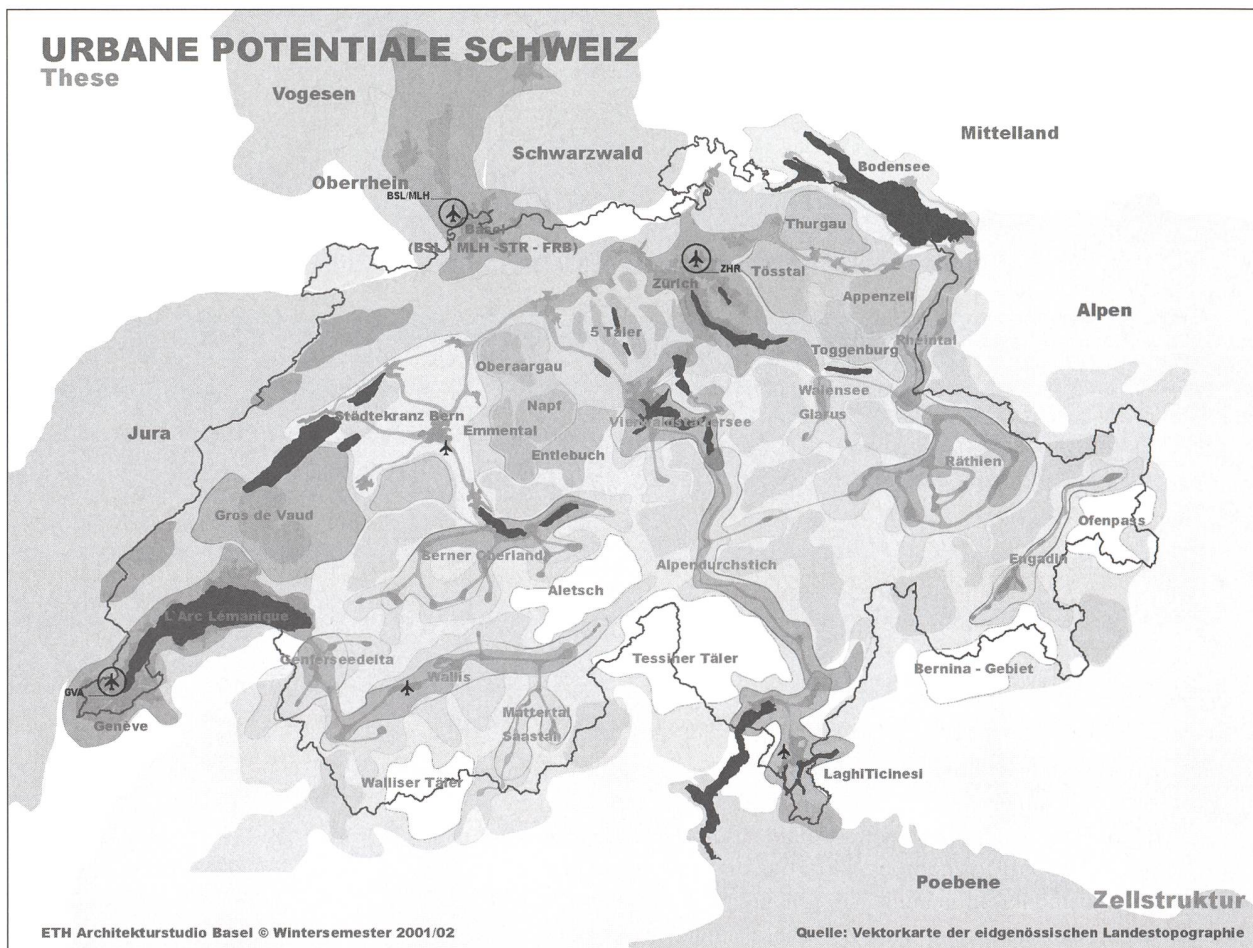 URBANE POTENTIALE SCHWEIZ
These
Vogesen
Mittelland
Schwarzwald
Bodensee
Oberrhein
BSL/MLH
Thurgau
Basel
(BSL - MLH -STR - FRB)
ZHR
Tösstal
Zürich
Appenzell
Alpen
5 Täler
Rheintal
Toggenburg
Oberaargau
Walensee
Napf
Glarus
Städtekranz Bern
Vierwaldstättersee
Emmental
Jura
Entlebuch
Räthien
Gros de Vaud
Ofenpass
Berner Oberland
Alpendurchstich
Engadin
Aletsch
L'Arc Lémanique
Genferseedelta
Tessiner Täler
Bernina - Gebiet
Wallis
GVA
Mattertal
Genève
Saastal
LaghiTicinesi
Walliser Täler
Poebene
Zellstruktur
ETH Architekturstudio Basel © Wintersemester 2001/02
Quelle: Vektorkarte der eidgenössischen Landestopographie